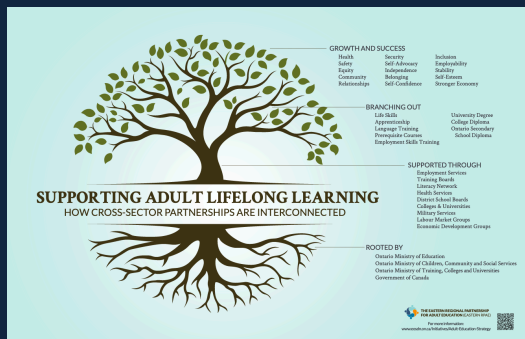 GROWTH AND SUCCESS
Health
Safety
Equity
Community
Relationships
Security
Self-Advocacy
Independence
Belonging
Self-Confidence
Inclusion
Employability
Stability
Self-Esteem
Stronger Economy
BRANCHING OUT
Life Skills
Apprenticeship
Language Training
Prerequisite Courses
Employment Skills Training
University Degree
College Diploma
Ontario Secondary
School Diploma
SUPPORTED THROUGH
Employment Services
Training Boards
Literacy Network
Health Services
District School Boards
Colleges & Universities
Military Services
Labour Market Groups
Economic Development Groups
SUPPORTING ADULT LIFELONG LEARNING
HOW CROSS-SECTOR PARTNERSHIPS ARE INTERCONNECTED
ROOTED BY
Ontario Ministry of Education
Ontario Ministry of Children, Community and Social Services
Ontario Ministry of Training, Colleges and Universities
Government of Canada
THE EASTERN REGIONAL PARTNERSHIP
FOR ADULT EDUCATION (EASTERN RPAE)
For more information: